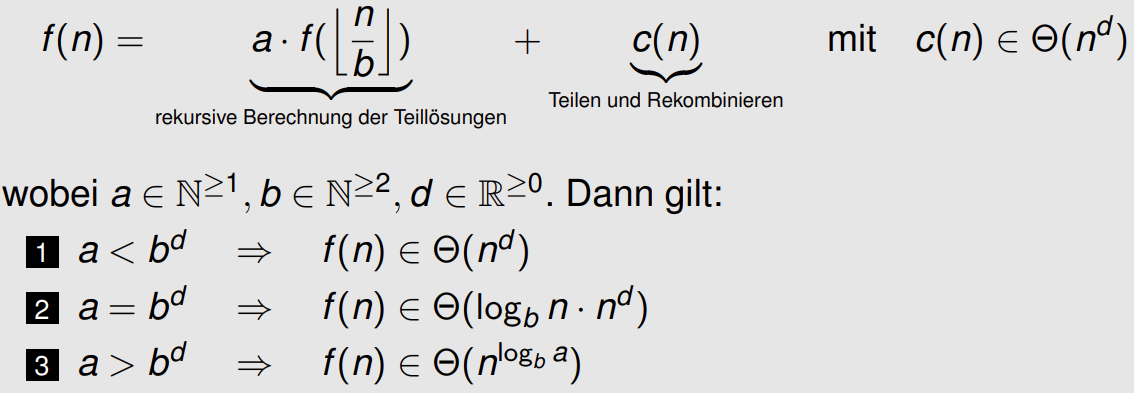 f(n) = a · f(⌊n/b⌋) + c(n) mit c(n) ∈ Θ(n^d)
rekursive Berechnung der Teillösungen Teilen und Rekombinieren
wobei a ∈ ℕ^≥1, b ∈ ℕ^≥2, d ∈ ℝ^≥0. Dann gilt:
1 a < b^d ⇒ f(n) ∈ Θ(n^d)
2 a = b^d ⇒ f(n) ∈ Θ(log_b n · n^d)
3 a > b^d ⇒ f(n) ∈ Θ(n^(log_b a))